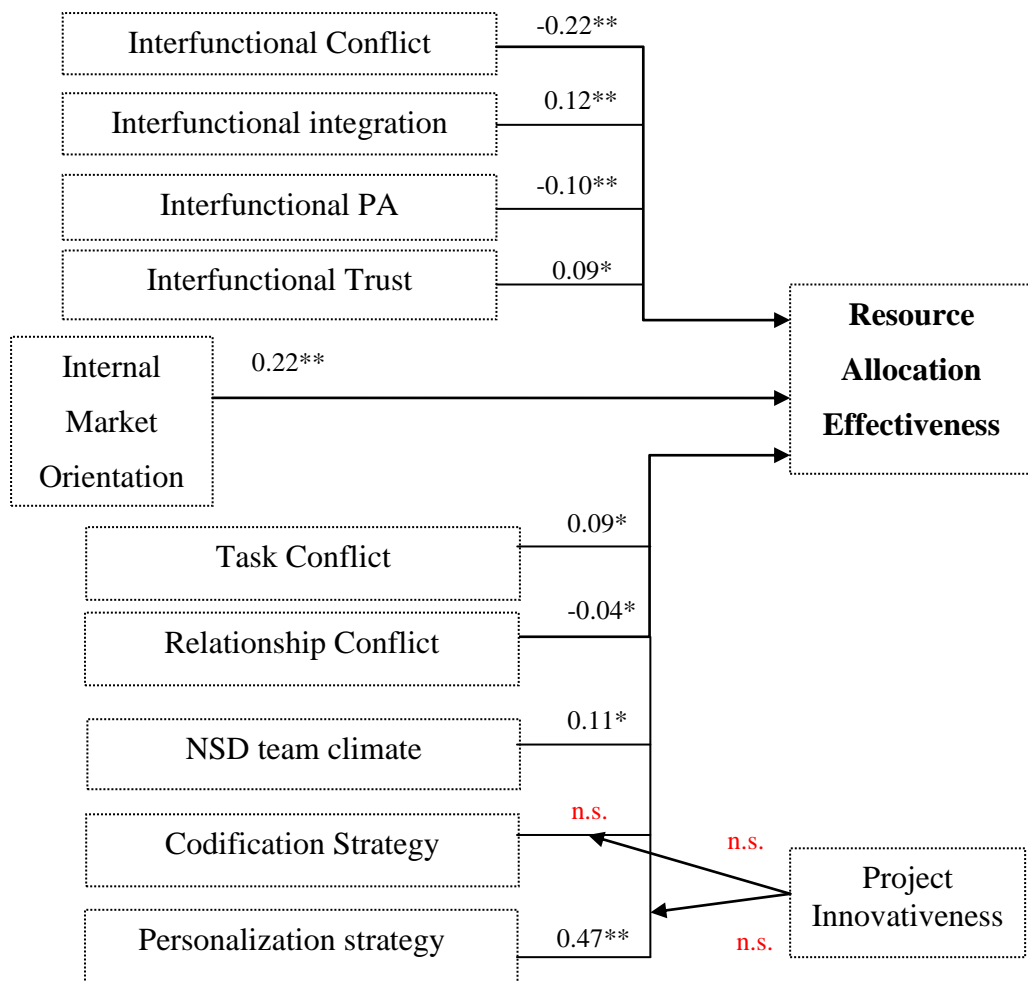 Interfunctional Conflict
-0.22**
Interfunctional integration
0.12**
Interfunctional PA
-0.10**
Interfunctional Trust
0.09*
Resource
Allocation
Effectiveness
Internal
Market
Orientation
0.22**
Task Conflict
0.09*
Relationship Conflict
-0.04*
NSD team climate
0.11*
Codification Strategy
n.s.
n.s.
Project
Innovativeness
Personalization strategy
0.47**
n.s.